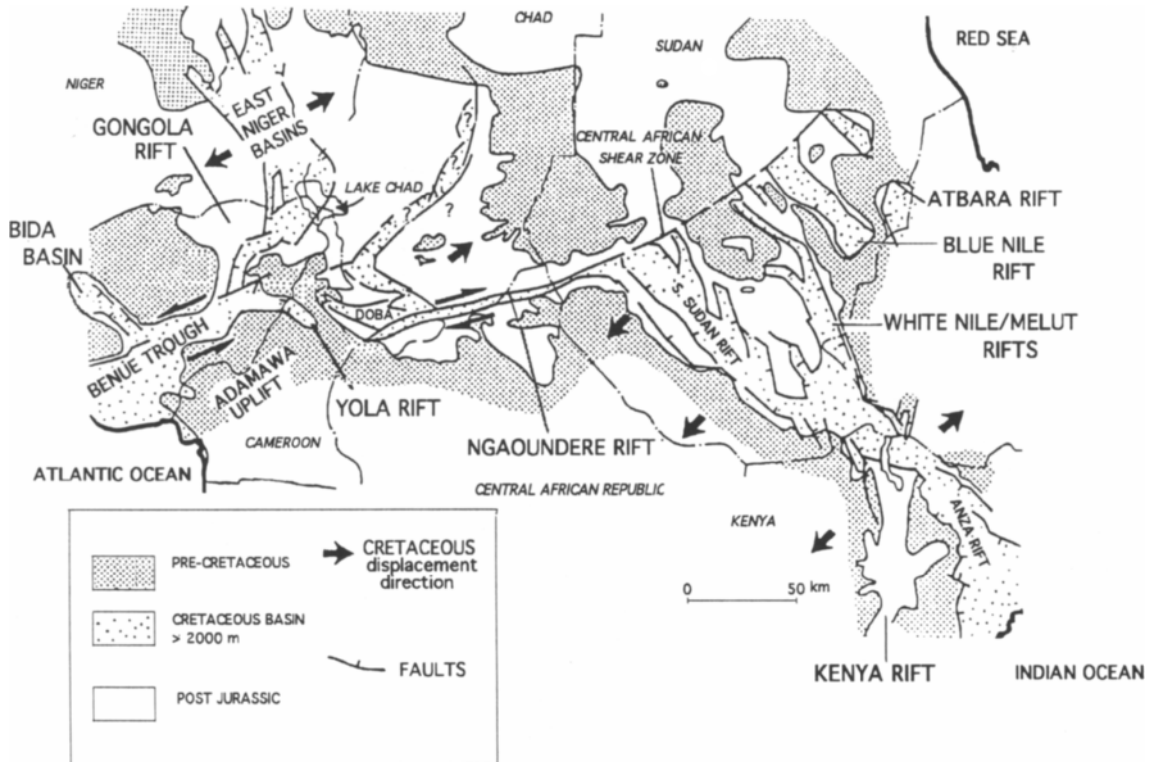 CHAD
SUDAN
RED SEA
NIGER
EAST
NIGER
BASINS
GONGOLA
RIFT
CENTRAL AFRICAN
SHEAR ZONE
LAKE CHAD
?
?
?
?
ATBARA RIFT
BIDA
BASIN
BLUE NILE
RIFT
DOBA
S. SUDAN RIFT
WHITE NILE/MELUT
RIFTS
BENUE TROUGH
ADAMAWA
UPLIFT
YOLA RIFT
CAMEROON
NGAOUNDERE RIFT
ATLANTIC OCEAN
CENTRAL AFRICAN REPUBLIC
KENYA
ANZA RIFT
PRE-CRETACEOUS
CRETACEOUS
displacement
direction
0 50 km
CRETACEOUS BASIN
> 2000 m
FAULTS
KENYA RIFT
INDIAN OCEAN
POST JURASSIC